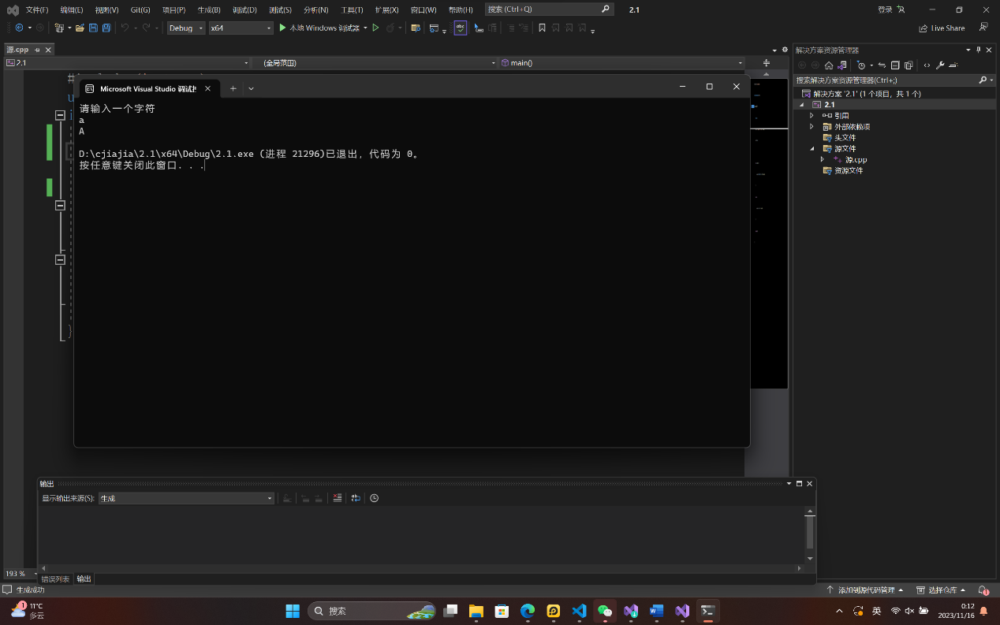 文件(F) 编辑(E) 视图(V) Git(G) 项目(P) 生成(B) 调试(D) 测试(S) 分析(N) 工具(T) 扩展(X) 窗口(W) 帮助(H) 搜索 (Ctrl+Q) 2.1 登录
Debug x64 本地 Windows 调试器 Live Share
源.cpp
2.1 (全局范围) main()
Microsoft Visual Studio 调试
请输入一个字符
a
A
D:\cjiajia\2.1\x64\Debug\2.1.exe (进程 21296)已退出，代码为 0。
按任意键关闭此窗口. . .
解决方案资源管理器
搜索解决方案资源管理器(Ctrl+;)
解决方案 '2.1' (1 个项目，共 1 个)
2.1
引用
外部依赖项
头文件
源文件
源.cpp
资源文件
输出
显示输出来源(S): 生成
193 %
错误列表 输出
生成成功 添加到源代码管理 选择仓库 1
1 11°C
多云
搜索
英
0:12
2023/11/16